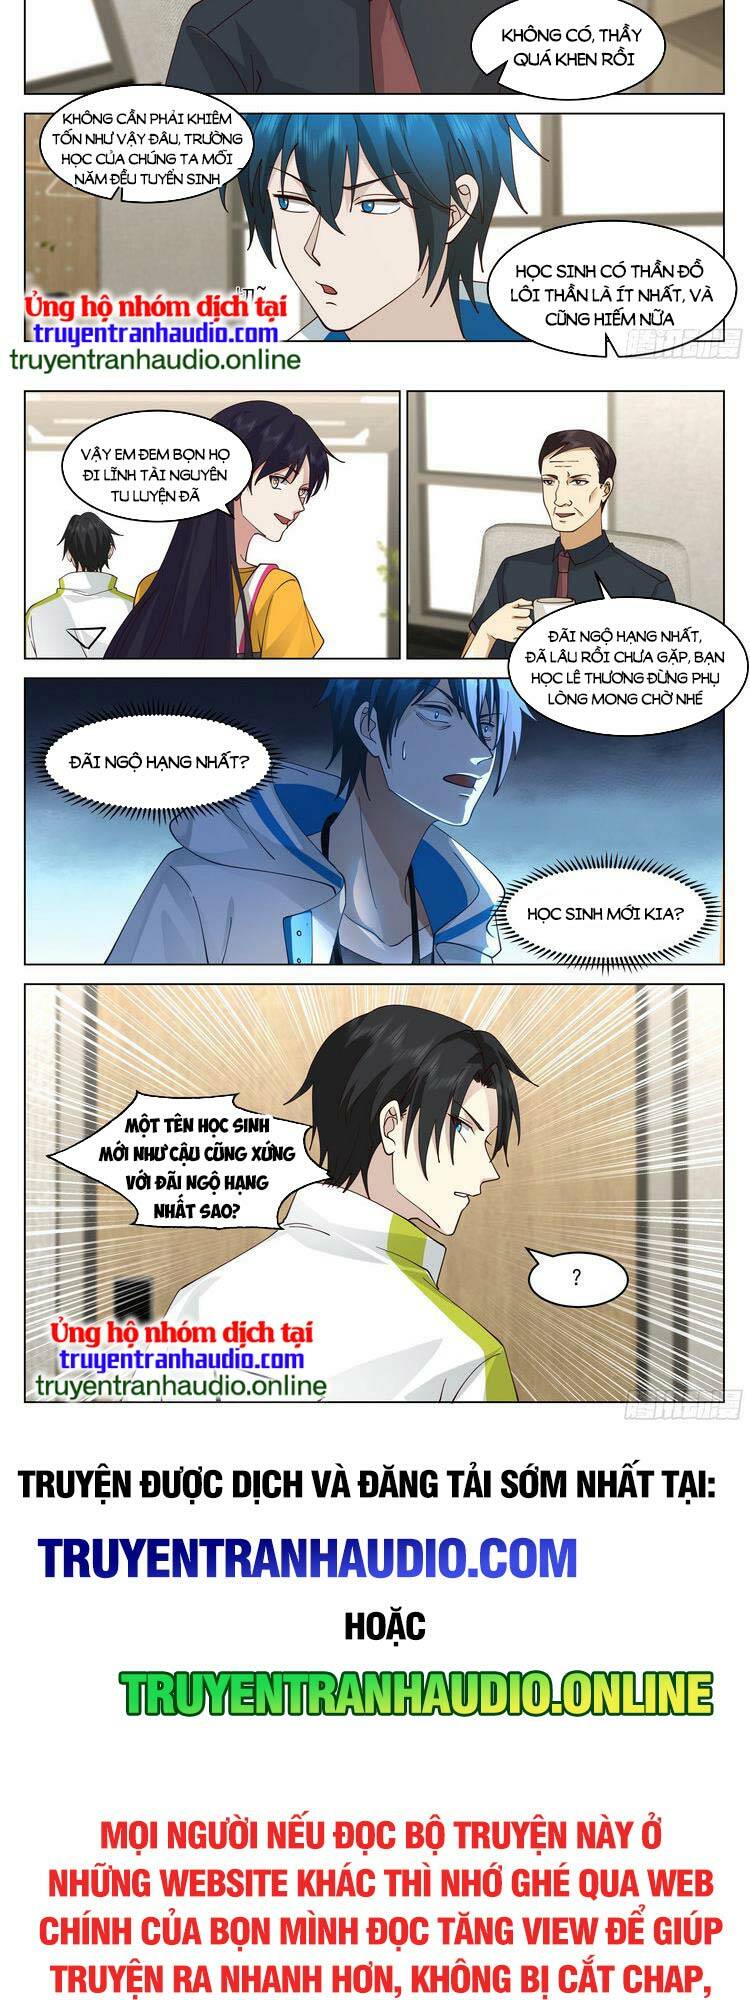 KHÔNG CÓ, THẦY
QUÁ KHEN RỒI
KHÔNG CẦN PHẢI KHIÊM
TỐN NHƯ VẬY ĐÂU, TRƯỜNG
HỌC CỦA CHÚNG TA MỖI
NĂM ĐỀU TUYỂN SINH
HỌC SINH CÓ THẦN ĐỒ
LÔI THẦN LÀ ÍT NHẤT, VÀ
CŨNG HIẾM NỮA
Ủng hộ nhóm dịch tại
truyentranhaudio.com
truyentranhaudio.online
VẬY EM ĐEM BỌN HỌ
ĐI LĨNH TÀI NGUYÊN
TU LUYỆN ĐÃ
ĐÃI NGỘ HẠNG NHẤT,
ĐÃ LÂU RỒI CHƯA GẶP, BẠN
HỌC LÊ THƯƠNG ĐỪNG PHỤ
LÒNG MONG CHỜ NHÉ
ĐÃI NGỘ HẠNG NHẤT?
HỌC SINH MỚI KIA?
MỘT TÊN HỌC SINH
MỚI NHƯ CẬU CŨNG XỨNG
VỚI ĐÃI NGỘ HẠNG
NHẤT SAO?
?
Ủng hộ nhóm dịch tại
truyentranhaudio.com
truyentranhaudio.online
TRUYỆN ĐƯỢC DỊCH VÀ ĐĂNG TẢI SỚM NHẤT TẠI:
TRUYENTRANHAUDIO.COM
HOẶC
TRUYENTRANHAUDIO.ONLINE
MỌI NGƯỜI NẾU ĐỌC BỘ TRUYỆN NÀY Ở
NHỮNG WEBSITE KHÁC THÌ NHỚ GHÉ QUA WEB
CHÍNH CỦA BỌN MÌNH ĐỌC TĂNG VIEW ĐỂ GIÚP
TRUYỆN RA NHANH HƠN, KHÔNG BỊ CẮT CHAP,